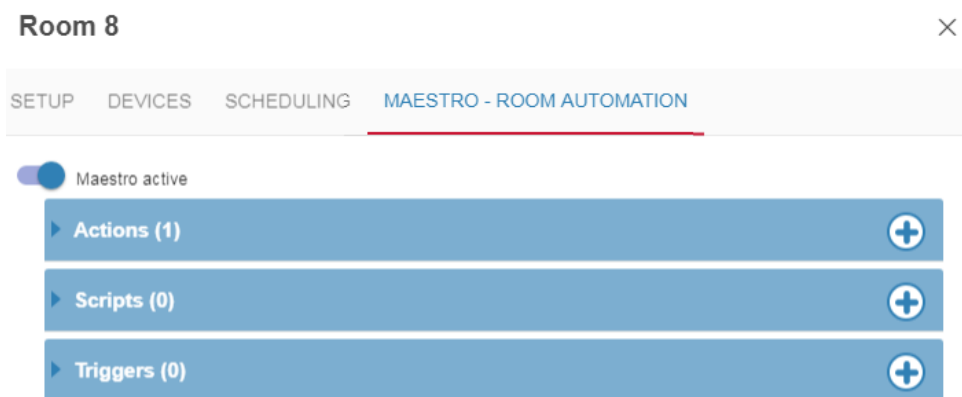 Room 8
SETUP DEVICES SCHEDULING MAESTRO - ROOM AUTOMATION
Maestro active
Actions (1)
Scripts (0)
Triggers (0)